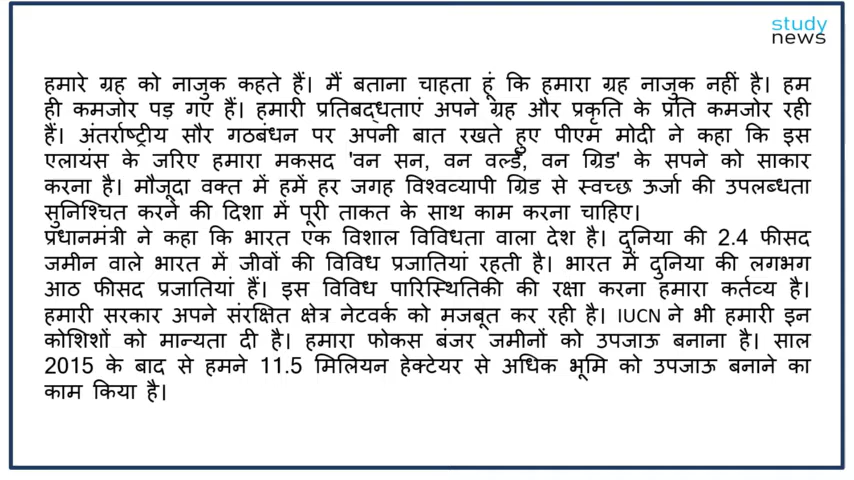 study
news
हमारे ग्रह को नाजुक कहते हैं। मैं बताना चाहता हूं कि हमारा ग्रह नाजुक नहीं है। हम
ही कमजोर पड़ गए हैं। हमारी प्रतिबद्धताएं अपने ग्रह और प्रकृति के प्रति कमजोर रही
हैं। अंतर्राष्ट्रीय सौर गठबंधन पर अपनी बात रखते हुए पीएम मोदी ने कहा कि इस
एलायंस के जरिए हमारा मकसद 'वन सन, वन वर्ल्ड, वन ग्रिड' के सपने को साकार
करना है। मौजूदा वक्त में हमें हर जगह विश्वव्यापी ग्रिड से स्वच्छ ऊर्जा की उपलब्धता
सुनिश्चित करने की दिशा में पूरी ताकत के साथ काम करना चाहिए।
प्रधानमंत्री ने कहा कि भारत एक विशाल विविधता वाला देश है। दुनिया की 2.4 फीसद
जमीन वाले भारत में जीवों की विविध प्रजातियां रहती है। भारत में दुनिया की लगभग
आठ फीसद प्रजातियां हैं। इस विविध पारिस्थितिकी की रक्षा करना हमारा कर्तव्य है।
हमारी सरकार अपने संरक्षित क्षेत्र नेटवर्क को मजबूत कर रही है। IUCN ने भी हमारी इन
कोशिशों को मान्यता दी है। हमारा फोकस बंजर जमीनों को उपजाऊ बनाना है। साल
2015 के बाद से हमने 11.5 मिलियन हेक्टेयर से अधिक भूमि को उपजाऊ बनाने का
काम किया है।